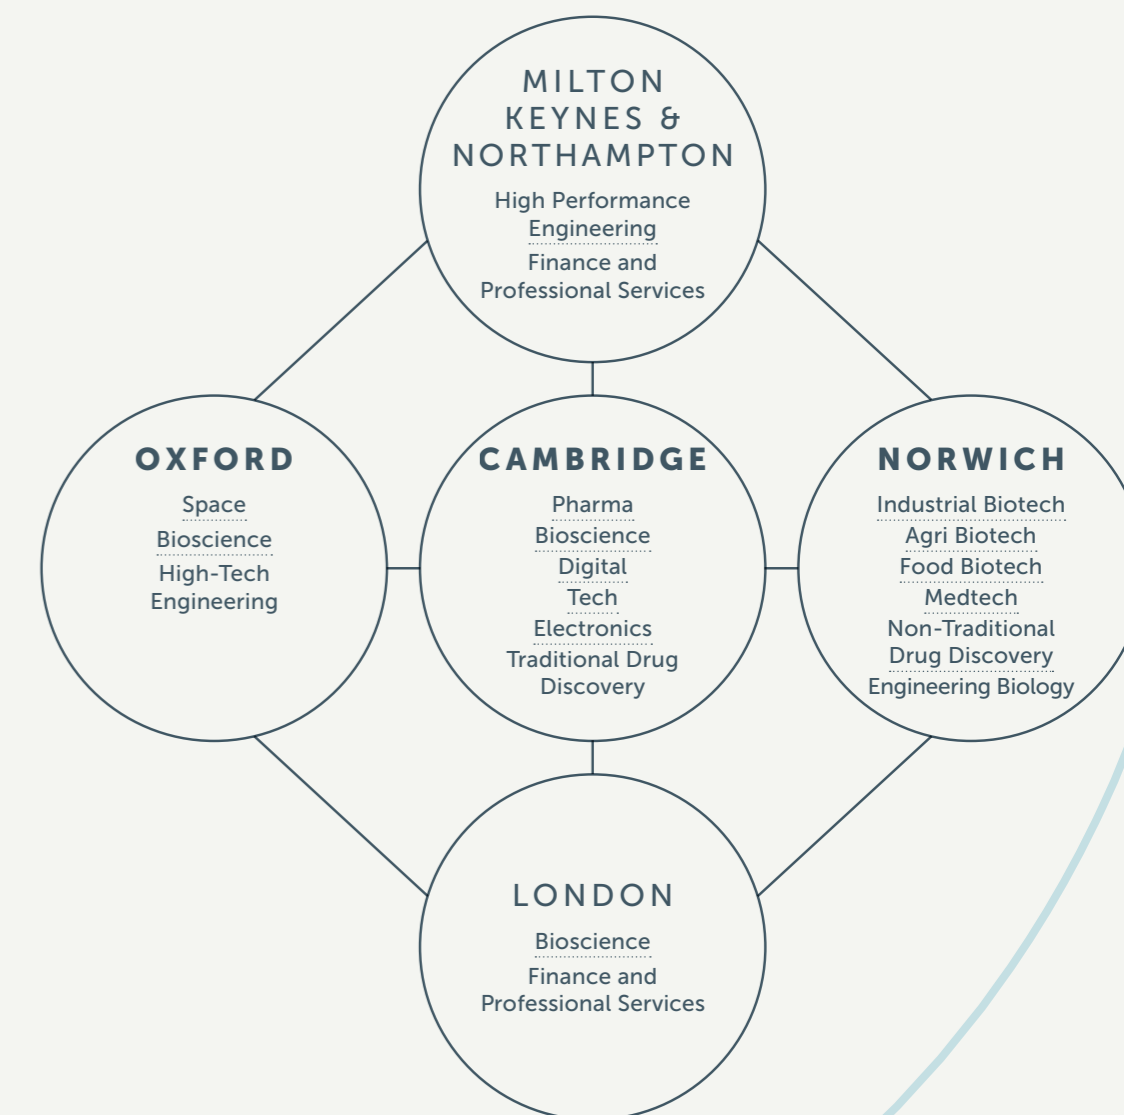 MILTON
KEYNES &
NORTHAMPTON
High Performance
Engineering
Finance and
Professional Services
OXFORD
Space
Bioscience
High-Tech
Engineering
CAMBRIDGE
Pharma
Bioscience
Digital
Tech
Electronics
Traditional Drug
Discovery
NORWICH
Industrial Biotech
Agri Biotech
Food Biotech
Medtech
Non-Traditional
Drug Discovery
Engineering Biology
LONDON
Bioscience
Finance and
Professional Services